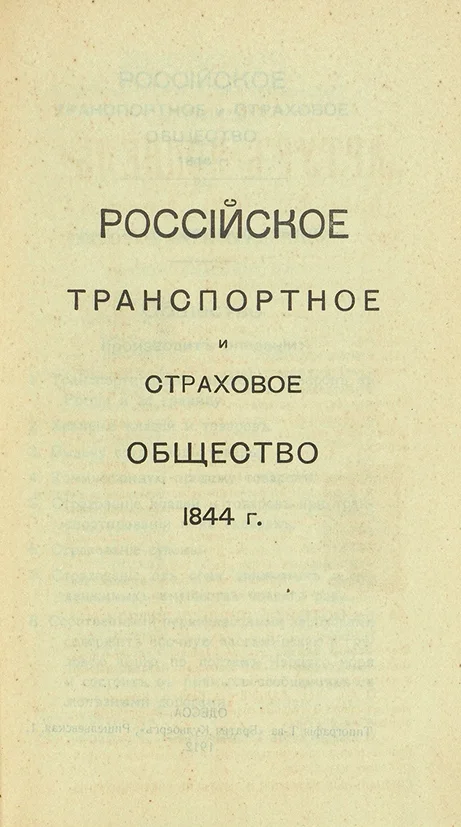 РОССІЙСКОЕ
ТРАНСПОРТНОЕ
и
СТРАХОВОЕ
ОБЩЕСТВО
1844 г.